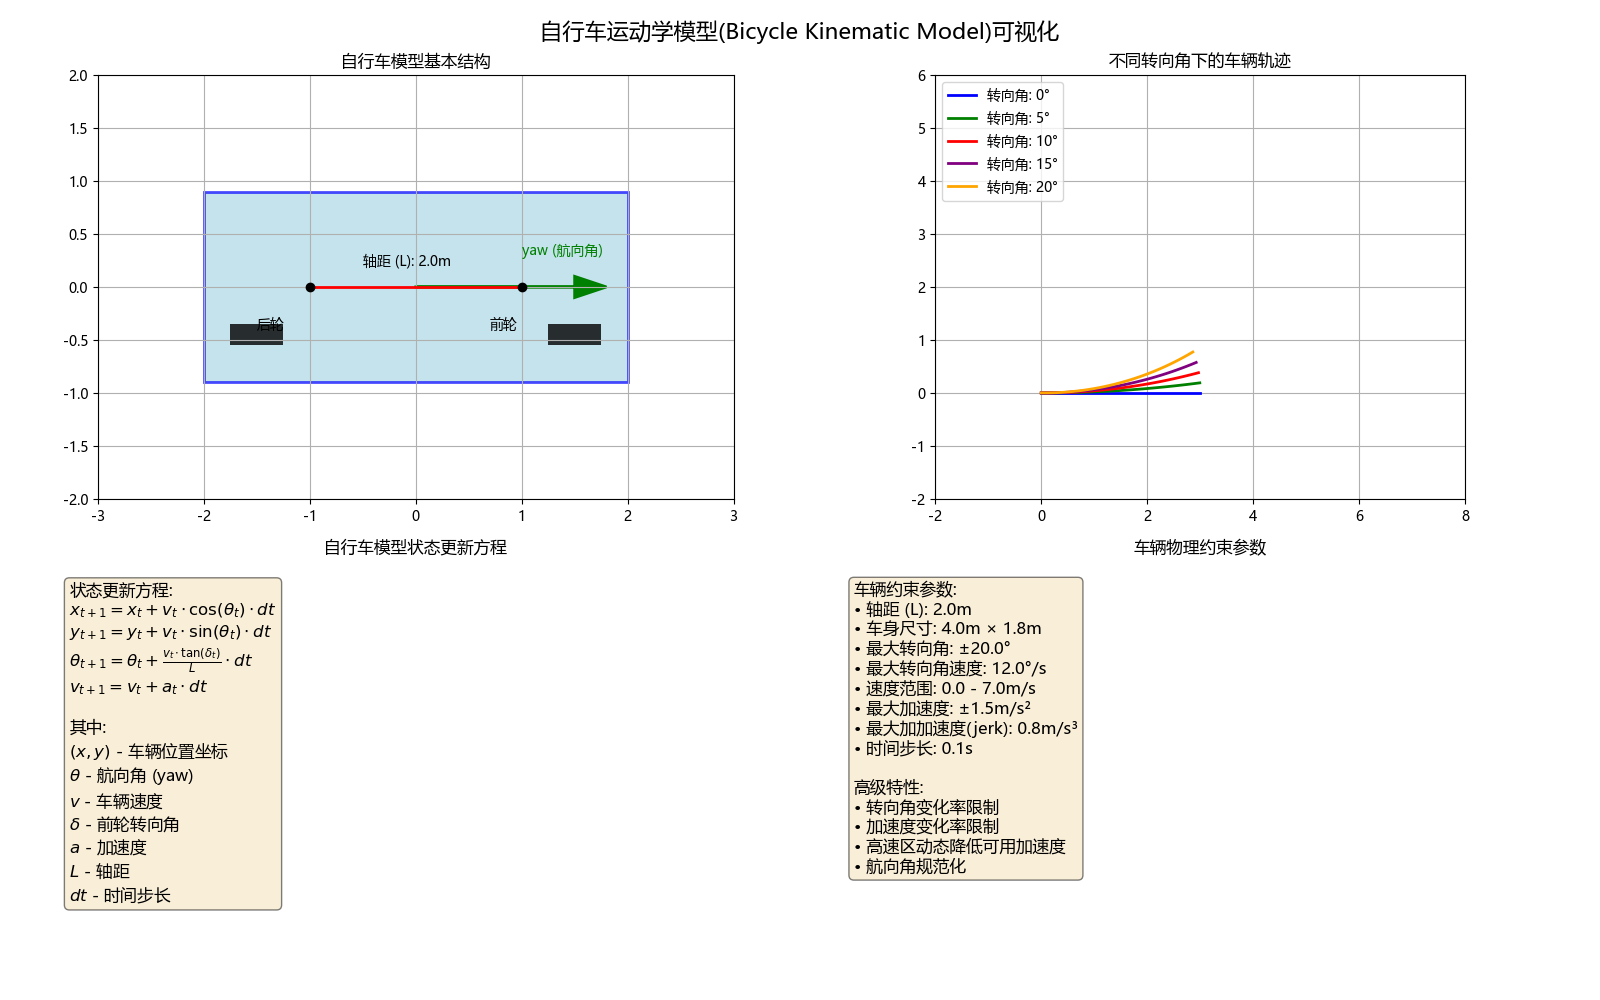 自行车运动学模型(Bicycle Kinematic Model)可视化
自行车模型基本结构
2.0
1.5
1.0
0.5
0.0
-0.5
-1.0
-1.5
-2.0
-3
-2
-1
0
1
2
3
轴距 (L): 2.0m
yaw (航向角)
后轮
前轮
不同转向角下的车辆轨迹
6
5
4
3
2
1
0
-1
-2
-2
0
2
4
6
8
转向角: 0°
转向角: 5°
转向角: 10°
转向角: 15°
转向角: 20°
自行车模型状态更新方程
状态更新方程:
$x_{t+1} = x_t + v_t \cdot \cos(\theta_t) \cdot dt$
$y_{t+1} = y_t + v_t \cdot \sin(\theta_t) \cdot dt$
$\theta_{t+1} = \theta_t + \frac{v_t \cdot \tan(\delta_t)}{L} \cdot dt$
$v_{t+1} = v_t + a_t \cdot dt$
其中:
(x, y) - 车辆位置坐标
θ - 航向角 (yaw)
v - 车辆速度
δ - 前轮转向角
a - 加速度
L - 轴距
dt - 时间步长
车辆物理约束参数
车辆约束参数:
• 轴距 (L): 2.0m
• 车身尺寸: 4.0m × 1.8m
• 最大转向角: ±20.0°
• 最大转向角速度: 12.0°/s
• 速度范围: 0.0 - 7.0m/s
• 最大加速度: ±1.5m/s²
• 最大加加速度(jerk): 0.8m/s³
• 时间步长: 0.1s
高级特性:
• 转向角变化率限制
• 加速度变化率限制
• 高速区动态降低可用加速度
• 航向角规范化